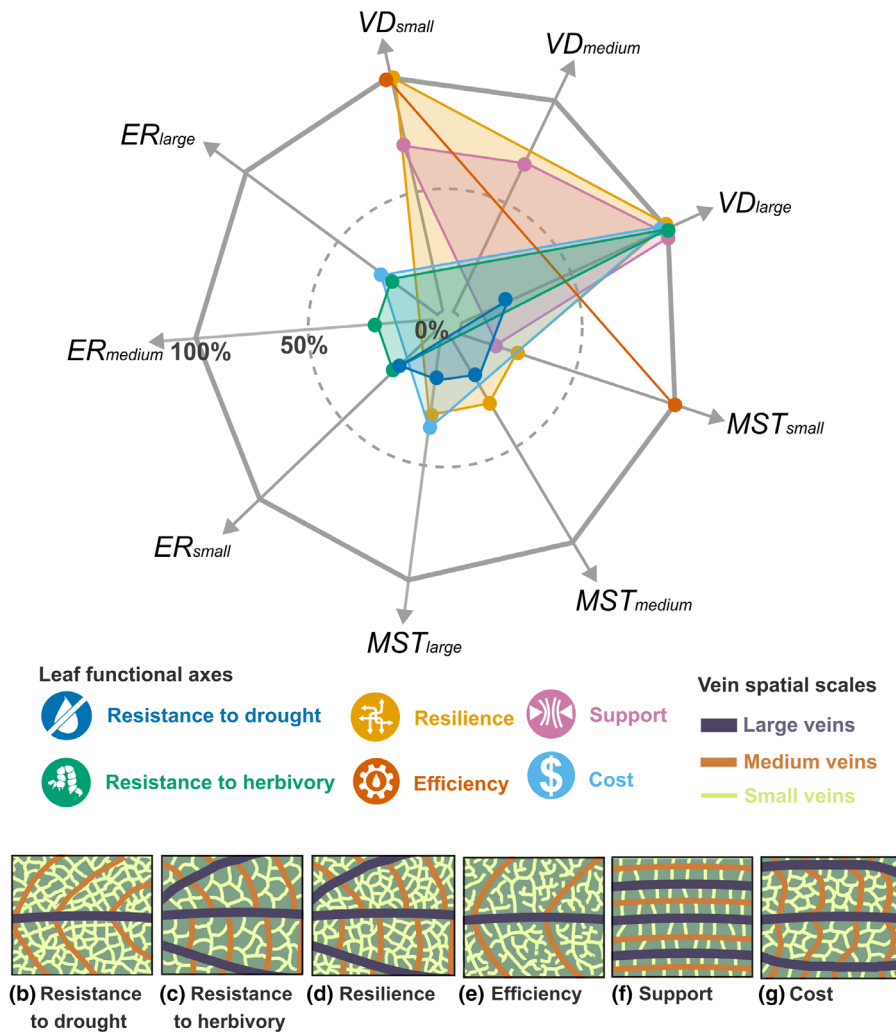 VDsmall
VDmedium
ERlarge
VDlarge
0%
ERmedium
100%
50%
MSTsmall
ERsmall
MSTmedium
MSTlarge
Leaf functional axes
Resistance to drought
Resilience
Support
Resistance to herbivory
Efficiency
$ Cost
Vein spatial scales
Large veins
Medium veins
Small veins
(b) Resistance
to drought
(c) Resistance
to herbivory
(d) Resilience
(e) Efficiency
(f) Support
(g) Cost